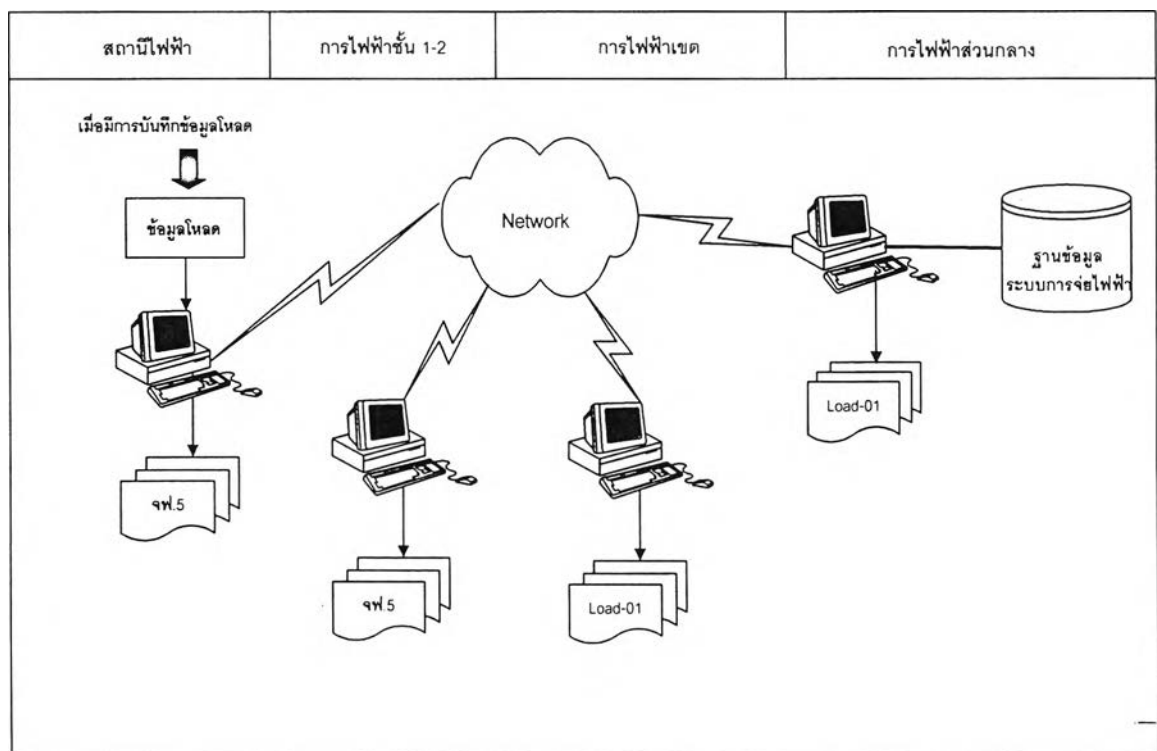 สถานีไฟฟ้า
การไฟฟ้าชั้น 1-2
การไฟฟ้าเขต
การไฟฟ้าส่วนกลาง
เมื่อมีการบันทึกข้อมูลโหลด
ข้อมูลโหลด
Network
ฐานข้อมูล
ระบบการจ่ายไฟฟ้า
Load-01
จฟ.5
จฟ.5
Load-01